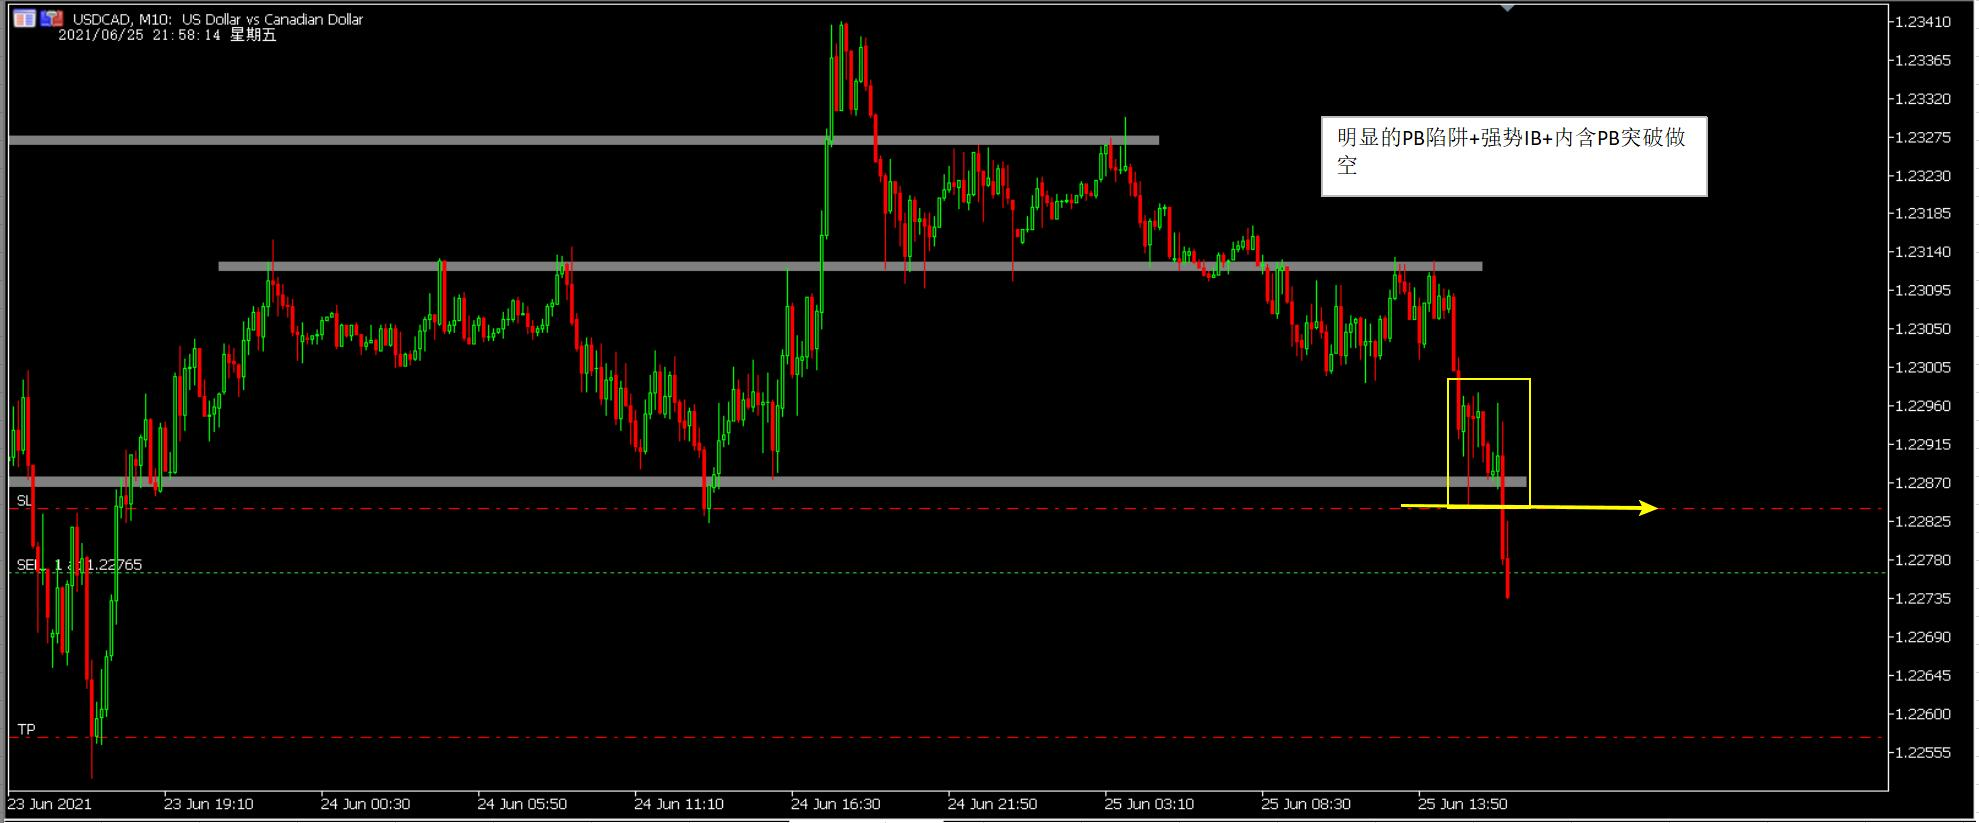 USDCAD, M10: US Dollar vs Canadian Dollar
2021/06/25 21:58:14 星期五
明显的PB陷阱+强势IB+内含PB突破做
空
SL
1 at 1.22765
TP
1.23410
1.23365
1.23320
1.23275
1.23230
1.23185
1.23140
1.23095
1.23050
1.23005
1.22960
1.22915
1.22870
1.22825
1.22780
1.22735
1.22690
1.22645
1.22600
1.22555
23 Jun 2021
23 Jun 19:10
24 Jun 00:30
24 Jun 05:50
24 Jun 11:10
24 Jun 16:30
24 Jun 21:50
25 Jun 03:10
25 Jun 08:30
25 Jun 13:50